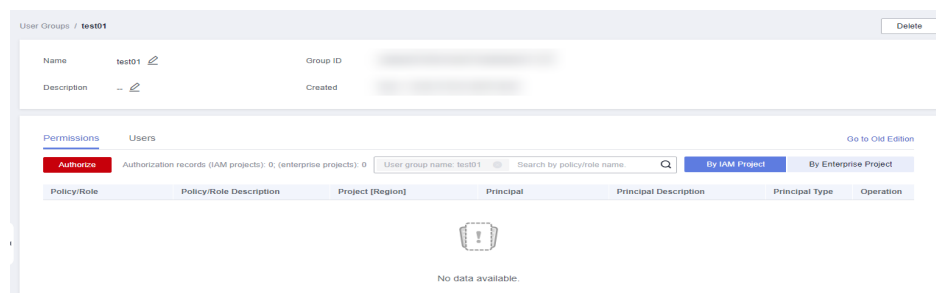 User Groups / test01 Delete
Name test01 Group ID
Description -- Created
Permissions Users Go to Old Edition
Authorize Authorization records (IAM projects): 0; (enterprise projects): 0 User group name: test01 Search by policy/role name. By IAM Project By Enterprise Project
Policy/Role Policy/Role Description Project [Region] Principal Principal Description Principal Type Operation
No data available.